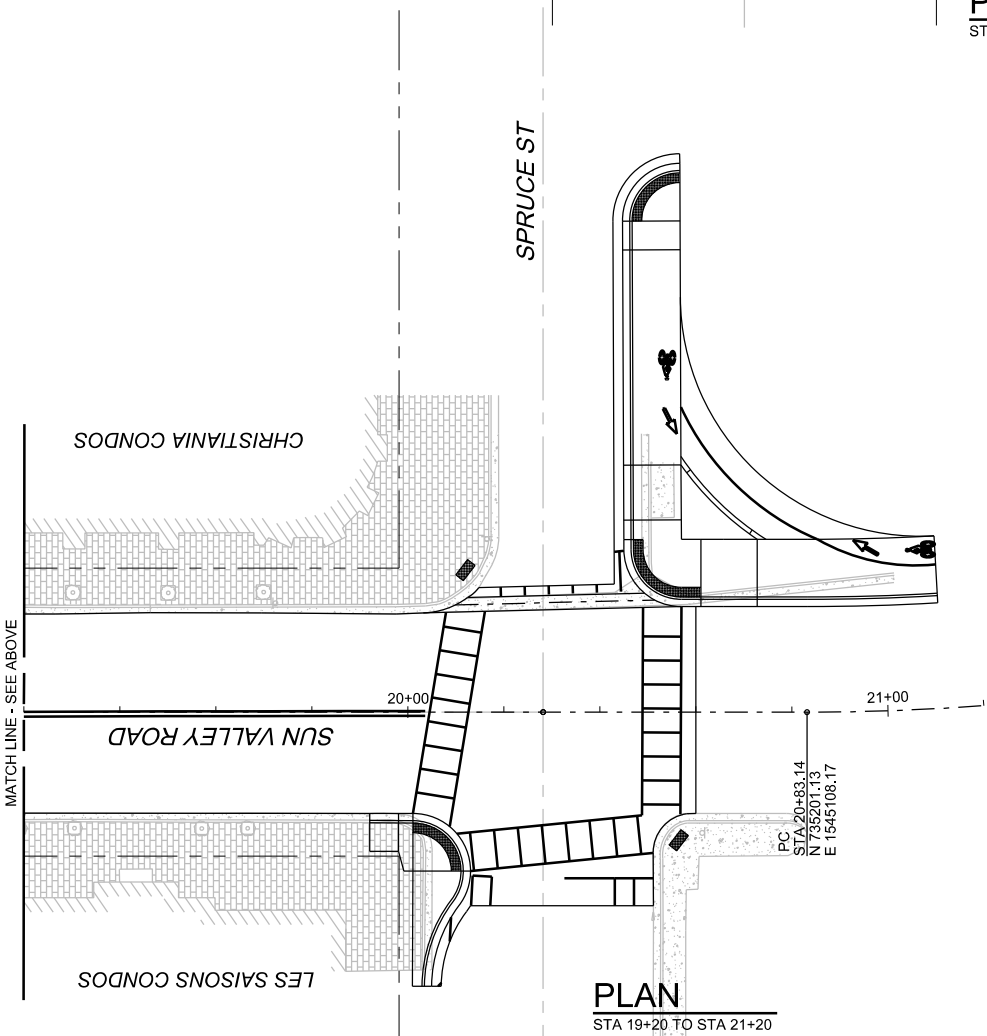 P
ST
SPRUCE ST
CHRISTIANIA CONDOS
MATCH LINE - SEE ABOVE
20+00
21+00
SUN VALLEY ROAD
PC
STA 20+83.14
N 735201.13
E 1545108.17
LES SAISONS CONDOS
PLAN
STA 19+20 TO STA 21+20